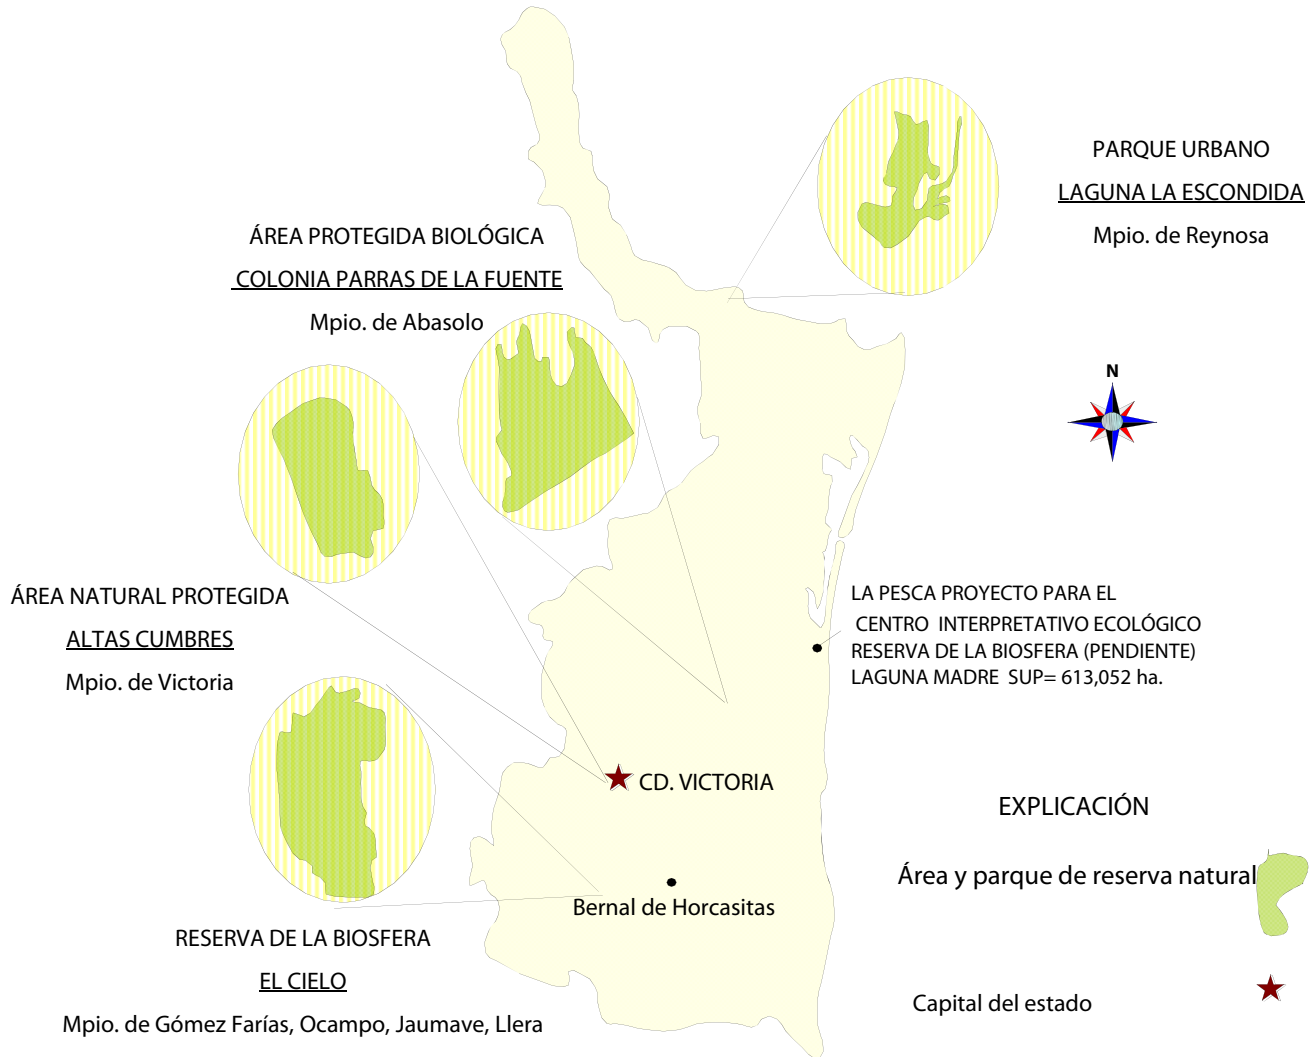 PARQUE URBANO
LAGUNA LA ESCONDIDA
Mpio. de Reynosa
ÁREA PROTEGIDA BIOLÓGICA
COLONIA PARRAS DE LA FUENTE
Mpio. de Abasolo
N
ÁREA NATURAL PROTEGIDA
ALTAS CUMBRES
Mpio. de Victoria
LA PESCA PROYECTO PARA EL
CENTRO INTERPRETATIVO ECOLÓGICO
RESERVA DE LA BIOSFERA (PENDIENTE)
LAGUNA MADRE SUP= 613,052 ha.
CD. VICTORIA
Bernal de Horcasitas
RESERVA DE LA BIOSFERA
EL CIELO
Mpio. de Gómez Farías, Ocampo, Jaumave, Llera
EXPLICACIÓN
Área y parque de reserva natural
Capital del estado